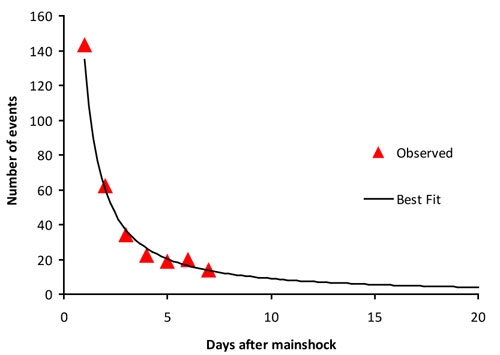 Number of events
160
140
120
100
80
60
40
20
0
0 5 10 15 20
Days after mainshock
Observed
Best Fit